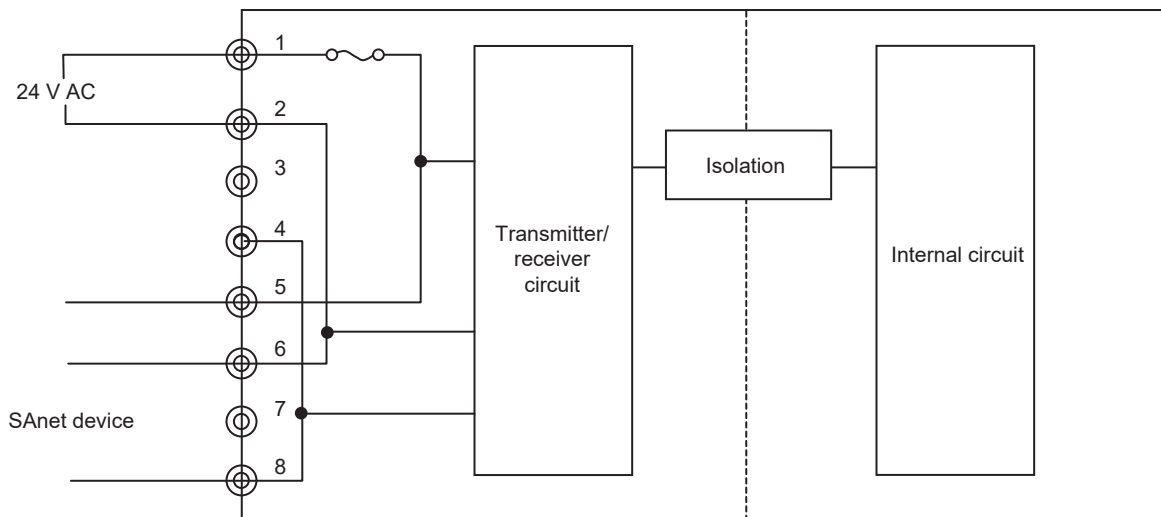 1
24 V AC
2
3
4
5
6
SAnet device
7
8
Transmitter/
receiver
circuit
Isolation
Internal circuit